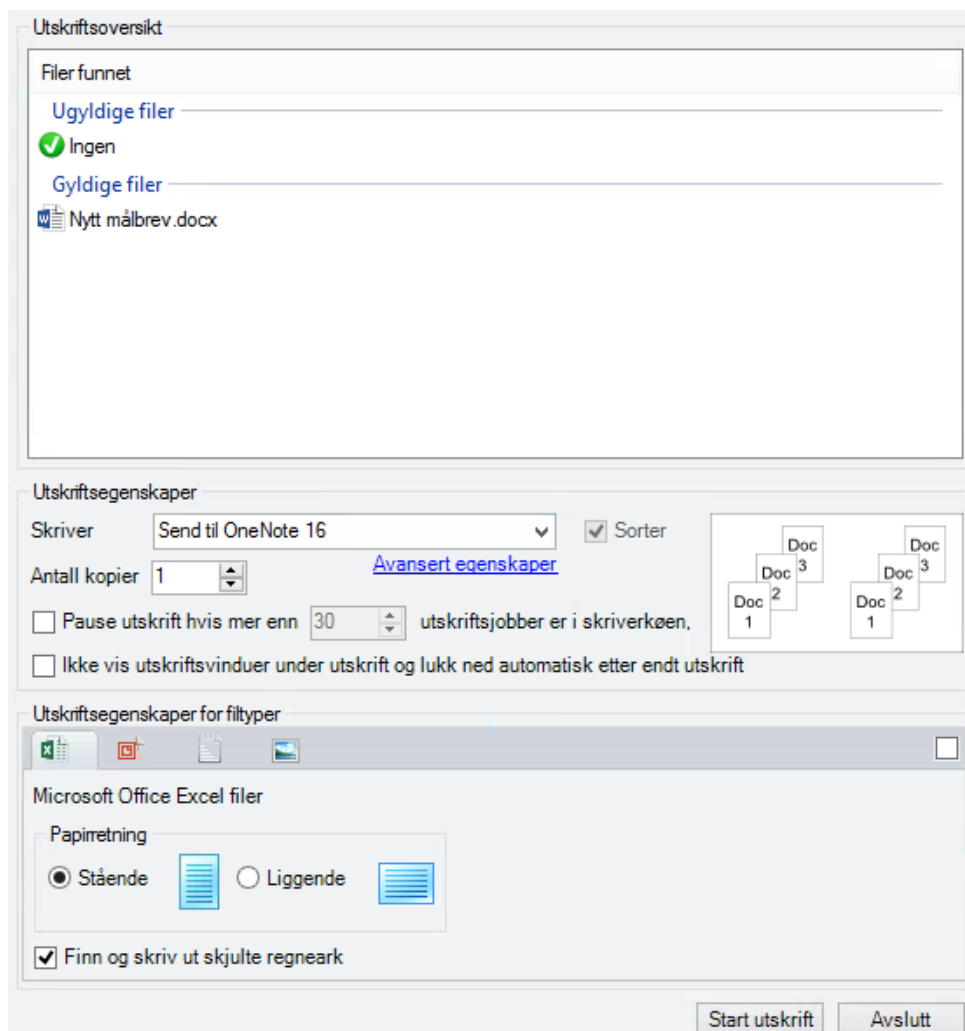 Utskriftsoversikt
Filer funnet
Ugyldige filer
Ingen
Gyldige filer
Nytt målbrev.docx
Utskriftsegenskaper
Skriver Send til OneNote 16 Sorter
Antall kopier 1 Avansert egenskaper
Pause utskrift hvis mer enn 30 utskriftsjobber er i skriverkøen,
Ikke vis utskriftsvinduer under utskrift og lukk ned automatisk etter endt utskrift
Doc 3 Doc 3
Doc 2 Doc 2
Doc 1 Doc 1
Utskriftsegenskaper for filtyper
Microsoft Office Excel filer
Papirretning
Stående Liggende
Finn og skriv ut skjulte regneark
Start utskrift Avslutt